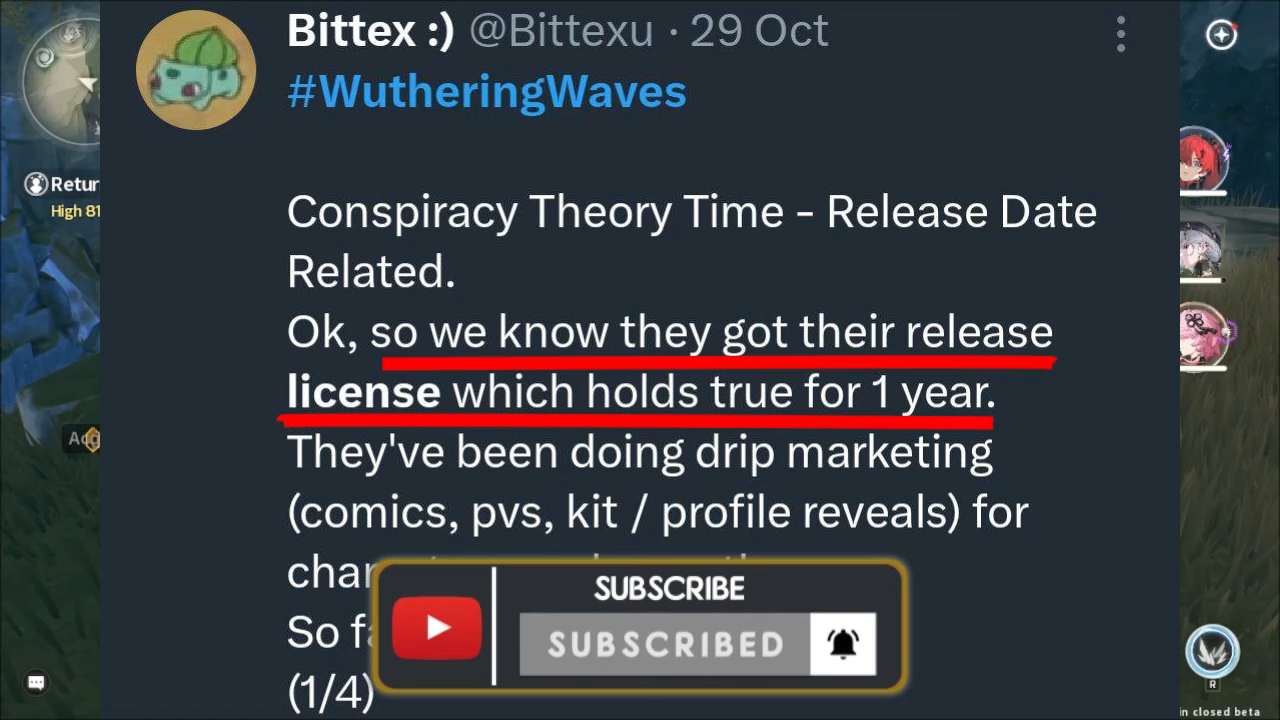 Bittex :) @Bittexu · 29 Oct
#WutheringWaves
Conspiracy Theory Time - Release Date
Related.
Ok, so we know they got their release
license which holds true for 1 year.
They've been doing drip marketing
(comics, pvs, kit / profile reveals) for
So
(1/4)
SUBSCRIBE
SUBSCRIBED
High 81
R
in closed beta